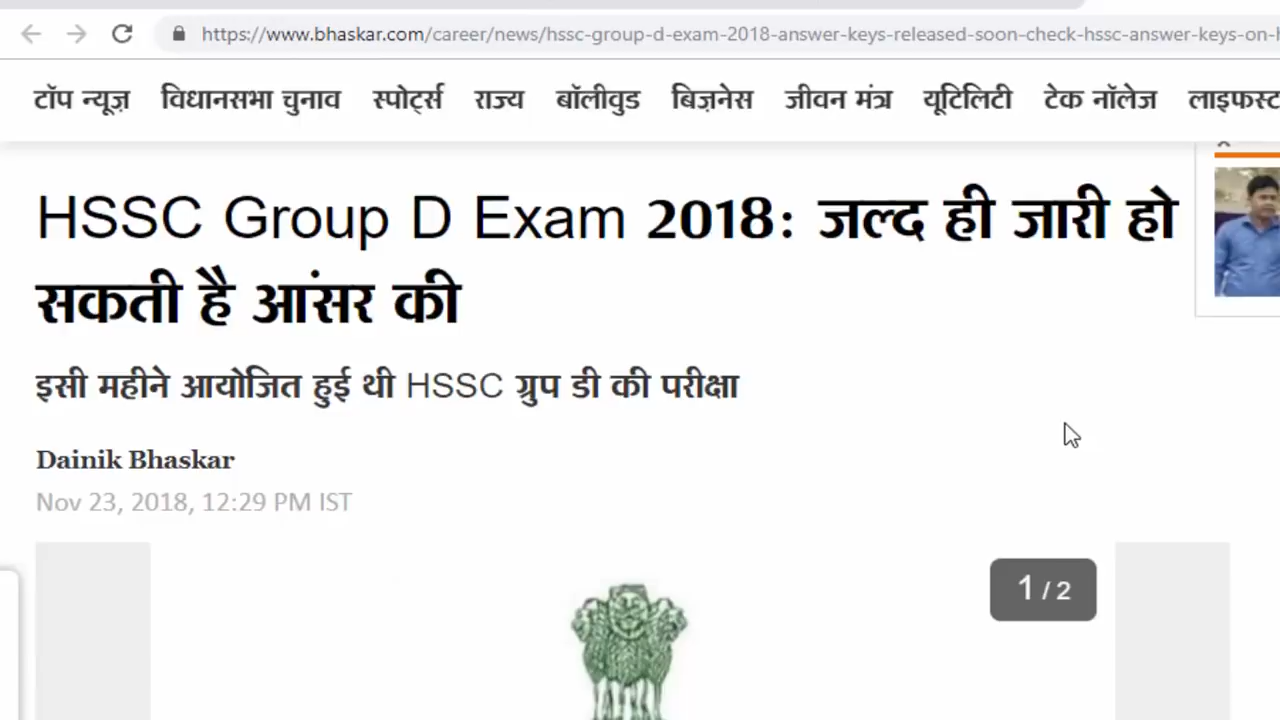 https://www.bhaskar.com/career/news/hssc-group-d-exam-2018-answer-keys-released-soon-check-hssc-answer-keys-on-h
टॉप न्यूज़ विधानसभा चुनाव स्पोर्ट्स राज्य बॉलीवुड बिज़नेस जीवन मंत्र यूटिलिटी टेक नॉलेज लाइफस्ट
HSSC Group D Exam 2018: जल्द ही जारी हो
सकती है आंसर की
इसी महीने आयोजित हुई थी HSSC ग्रुप डी की परीक्षा
Dainik Bhaskar
Nov 23, 2018, 12:29 PM IST
1 / 2